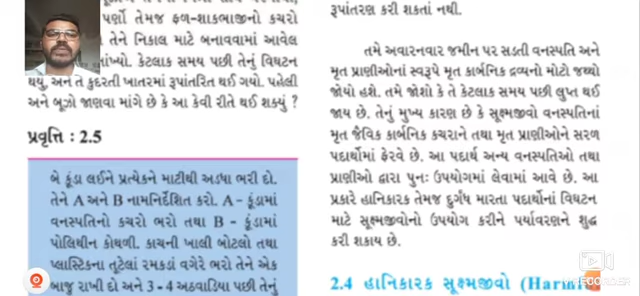 પર્ણો તેમજ ફળ-શાકભાજીનો કચરો
તેને નિકાલ માટે બનાવવામાં આવેલ
નાંખ્યો. કેટલાક સમય પછી તેનું વિઘટન
થયું, અને તે કુદરતી ખાતરમાં રૂપાંતરિત થઈ ગયો. પહેલી
અને બૂઝો જાણવા માંગે છે કે આ કેવી રીતે થઈ શક્યું ?
પ્રવૃત્તિ : 2.5
બે કૂંડા લઈને પ્રત્યેકને માટીથી અડધા ભરી દો.
તેને A અને B નામનિર્દેશિત કરો. A - કૂંડામાં
વનસ્પતિનો કચરો ભરો તથા B - કૂંડામાં
પોલિથીન કોથળી. કાચની ખાલી બોટલો તથા
પ્લાસ્ટિકના તૂટેલાં રમકડાં વગેરે ભરો તેને એક
બાજુ રાખી દો અને 3 - 4 અઠવાડિયા પછી તેનું
રૂપાંતરણ કરી શકતાં નથી.
તમે અવારનવાર જમીન પર સડતી વનસ્પતિ અને
મૃત પ્રાણીઓનાં સ્વરૂપે મૃત કાર્બનિક દ્રવ્યનો મોટો જથ્થો
જોયો હશે. તમે જોશો કે તે કેટલાક સમય પછી લુપ્ત થઈ
જાય છે. તેનું મુખ્ય કારણ છે કે સૂક્ષ્મજીવો વનસ્પતિનાં
મૃત જૈવિક કાર્બનિક કચરાને તથા મૃત પ્રાણીઓને સરળ
પદાર્થોમાં ફેરવે છે. આ પદાર્થ અન્ય વનસ્પતિઓ તથા
પ્રાણીઓ દ્વારા પુનઃ ઉપયોગમાં લેવામાં આવે છે. આ
પ્રકારે હાનિકારક તેમજ દુર્ગંધ મારતા પદાર્થોનાં વિઘટન
માટે સૂક્ષ્મજીવોનો ઉપયોગ કરીને પર્યાવરણને શુદ્ધ
કરી શકાય છે.
2.4 હાનિકારક સૂક્ષ્મજીવો (Harmful